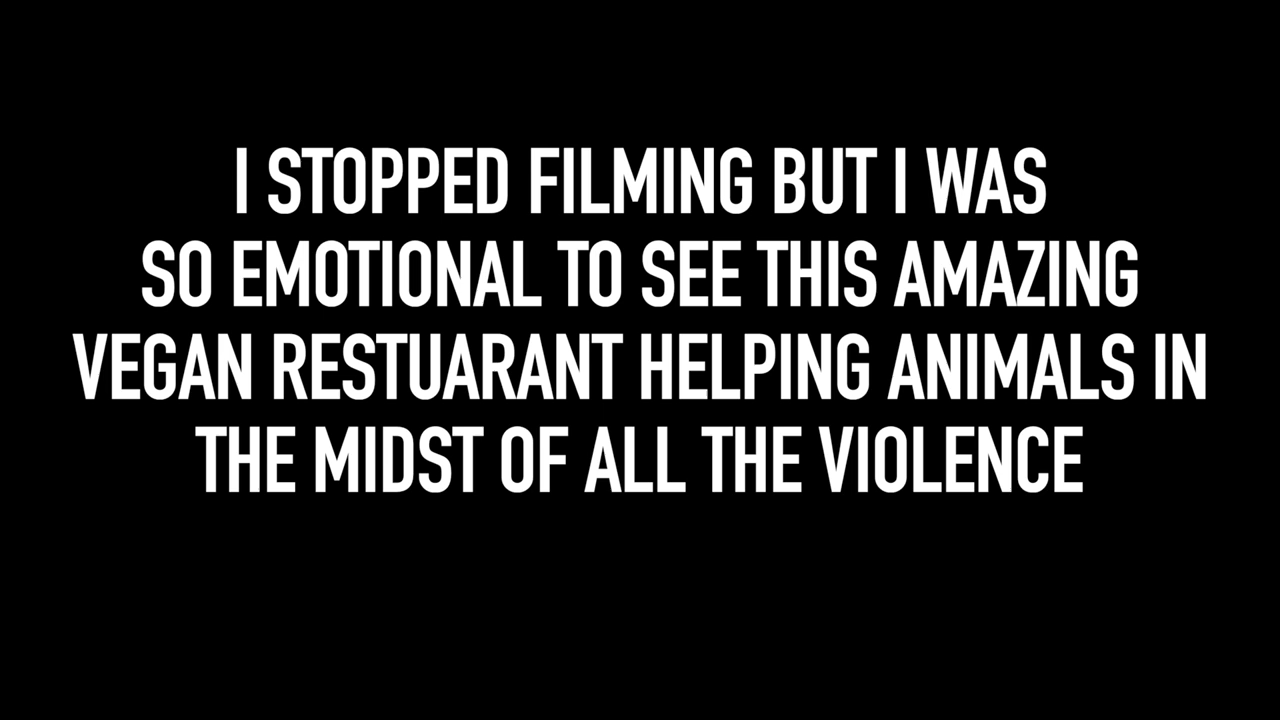 I STOPPED FILMING BUT I WAS
SO EMOTIONAL TO SEE THIS AMAZING
VEGAN RESTUARANT HELPING ANIMALS IN
THE MIDST OF ALL THE VIOLENCE